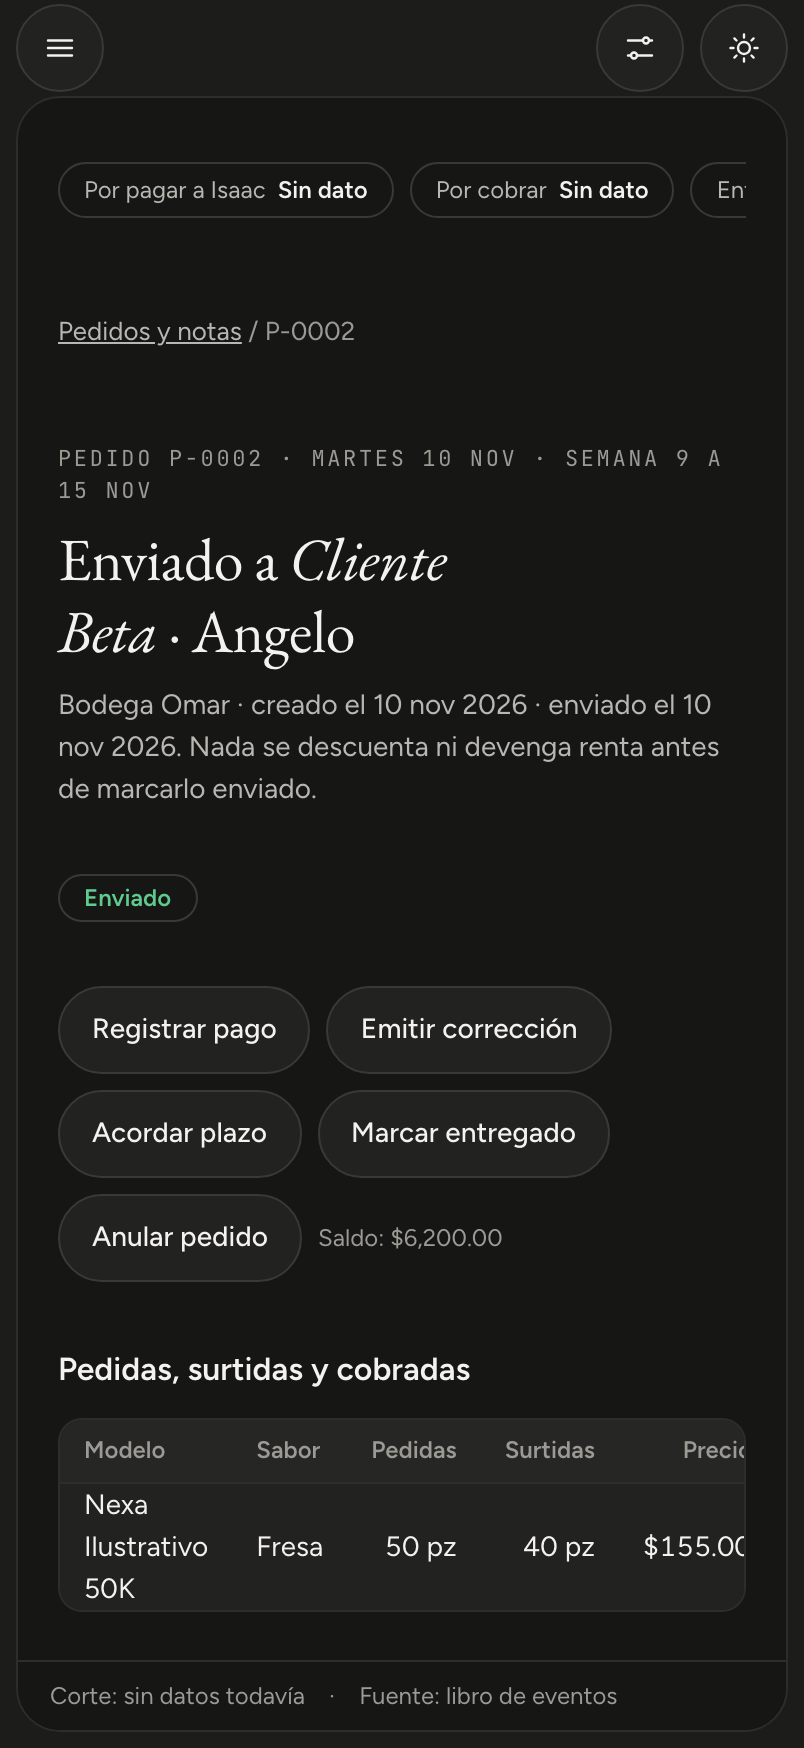 Por pagar a Isaac Sin dato Por cobrar Sin dato
Pedidos y notas / P-0002
PEDIDO P-0002 · MARTES 10 NOV · SEMANA 9 A
15 NOV
Enviado a Cliente
Beta · Angelo
Bodega Omar · creado el 10 nov 2026 · enviado el 10
nov 2026. Nada se descuenta ni devenga renta antes
de marcarlo enviado.
Enviado
Registrar pago Emitir corrección
Acordar plazo Marcar entregado
Anular pedido Saldo: $6,200.00
Pedidas, surtidas y cobradas
Modelo Sabor Pedidas Surtidas Precio
Nexa
Ilustrativo Fresa 50 pz 40 pz $155.00
50K
Corte: sin datos todavía · Fuente: libro de eventos